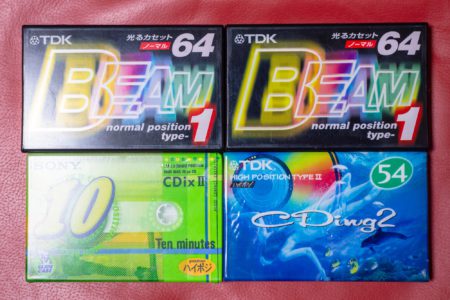 TDK
光るカセット
ノーマル
64
BEAM
normal position
type-1
TDK
光るカセット
ノーマル
64
BEAM
normal position
type-1
SONY
CDixⅡ
10
Ten minutes
ハイポジ
TDK
HIGH POSITION TYPE Ⅱ
54
CDing2